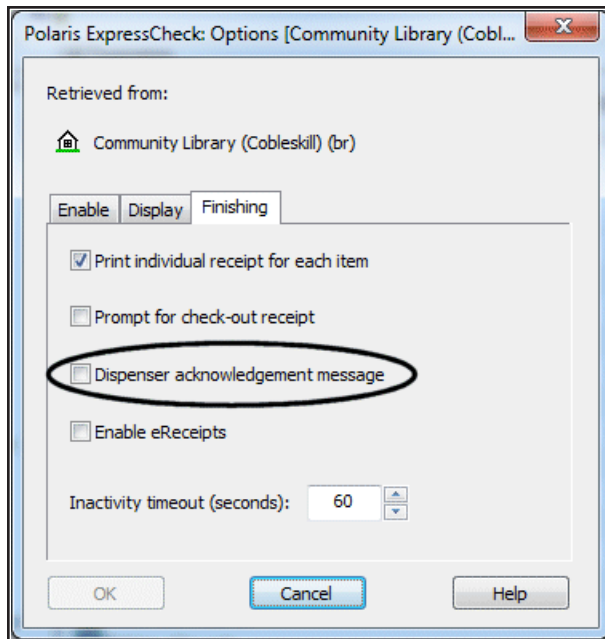 Polaris ExpressCheck: Options [Community Library (Cobl...
Retrieved from:
Community Library (Cobleskill) (br)
Enable Display Finishing
Print individual receipt for each item
Prompt for check-out receipt
Dispenser acknowledgement message
Enable eReceipts
Inactivity timeout (seconds): 60
OK Cancel Help